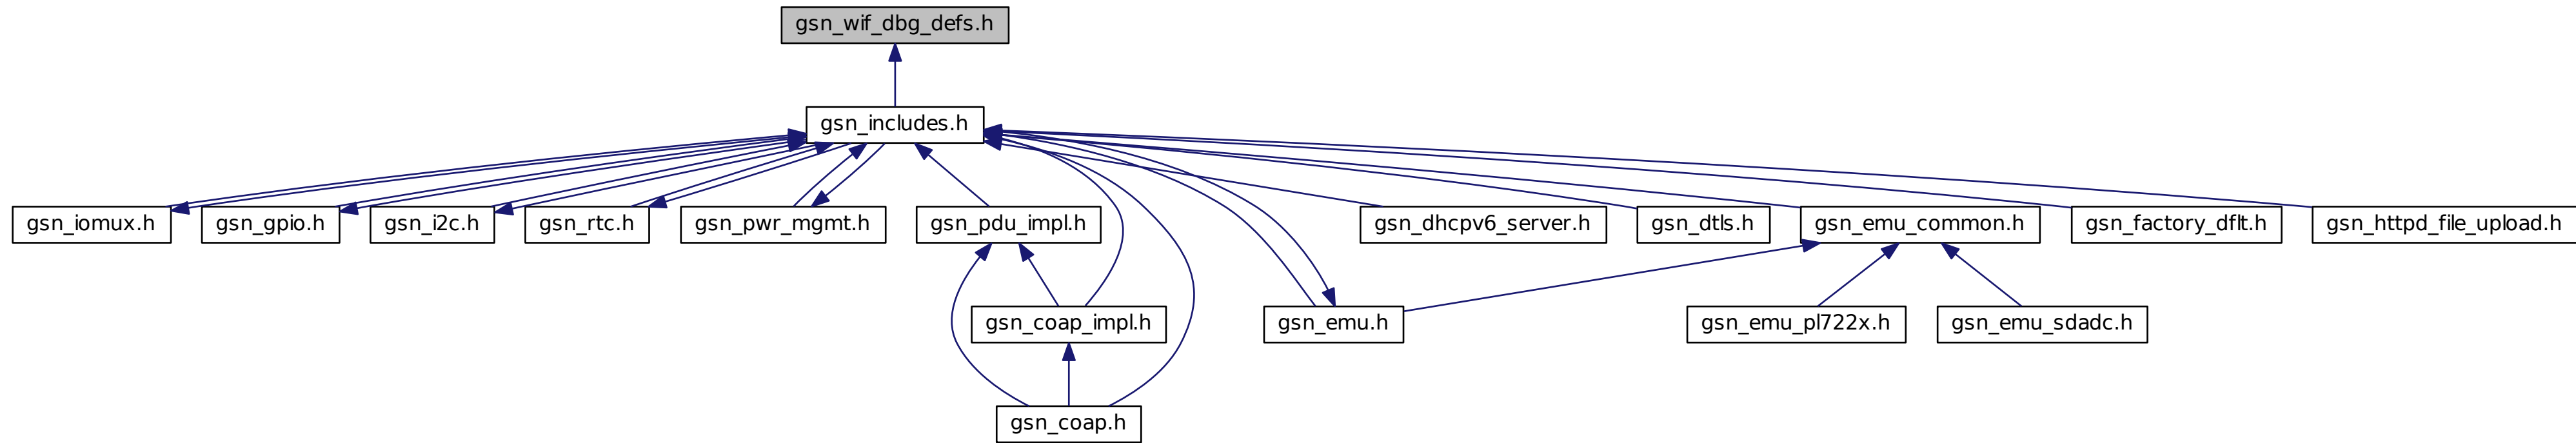 gsn_wif_dbg_defs.h
gsn_includes.h
gsn_iomux.h
gsn_gpio.h
gsn_i2c.h
gsn_rtc.h
gsn_pwr_mgmt.h
gsn_pdu_impl.h
gsn_dhcpv6_server.h
gsn_dtls.h
gsn_emu_common.h
gsn_factory_dflt.h
gsn_httpd_file_upload.h
gsn_coap_impl.h
gsn_emu.h
gsn_emu_pl722x.h
gsn_emu_sdadc.h
gsn_coap.h